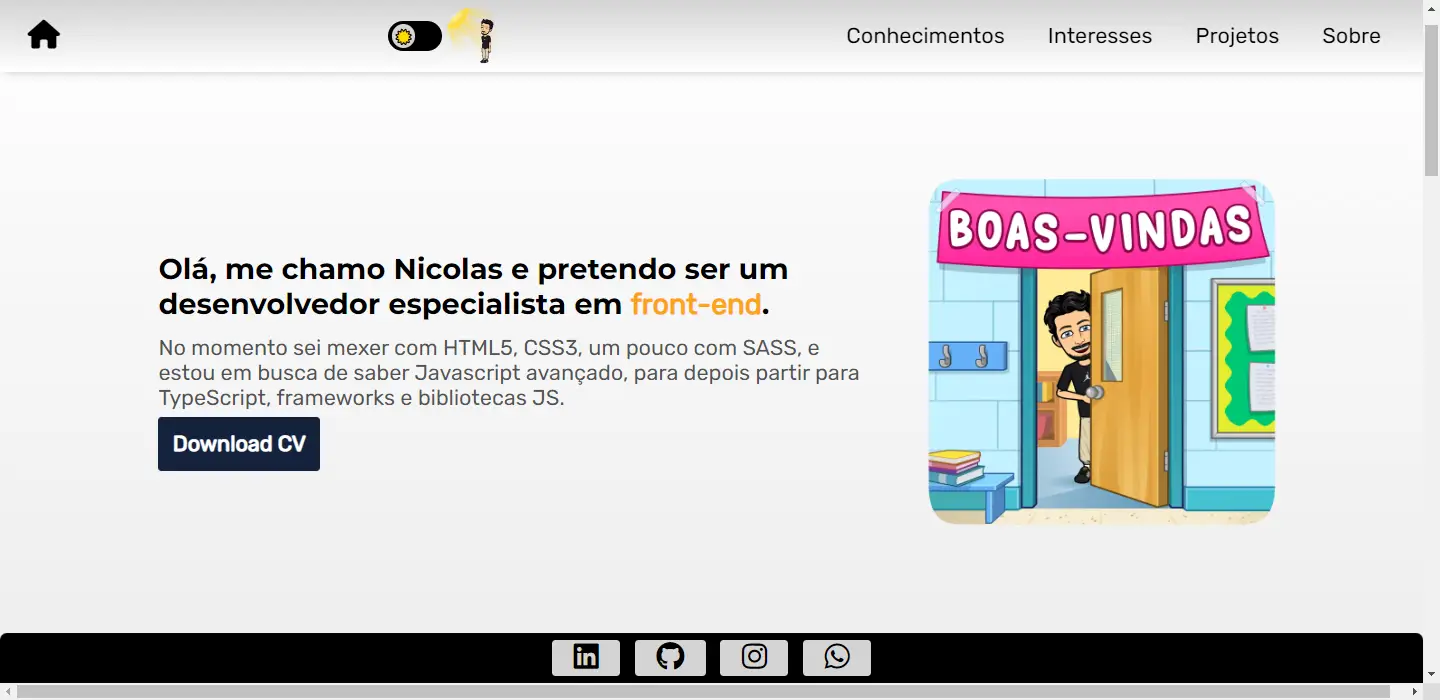 Conhecimentos Interesses Projetos Sobre
BOAS-VINDAS
Olá, me chamo Nicolas e pretendo ser um
desenvolvedor especialista em front-end.
No momento sei mexer com HTML5, CSS3, um pouco com SASS, e
estou em busca de saber Javascript avançado, para depois partir para
TypeScript, frameworks e bibliotecas JS.
Download CV